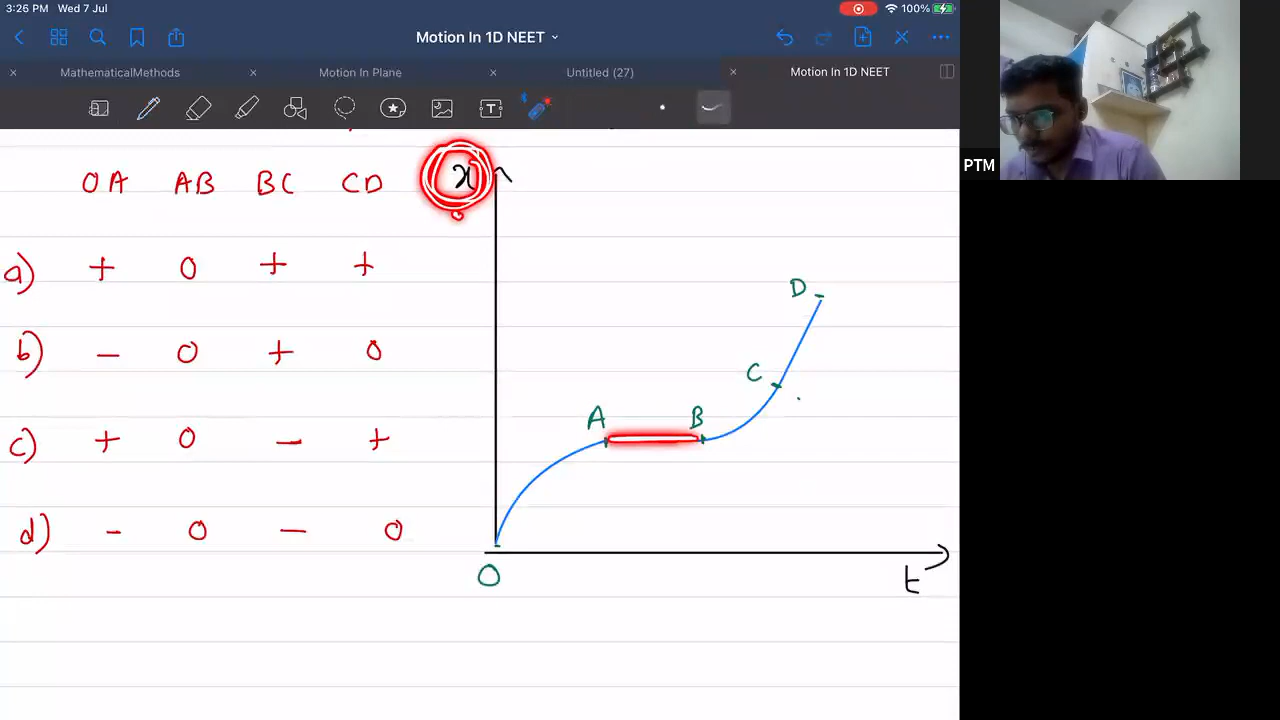 3:26 PM Wed 7 Jul
100%
Motion In 1D NEET
MathematicalMethods
Motion In Plane
Untitled (27)
Motion In 1D NEET
PTM
OA AB BC CD
x
a) + 0 + +
b) - 0 + 0
c) + 0 - +
d) - 0 - 0
D
C
A
B
O
t